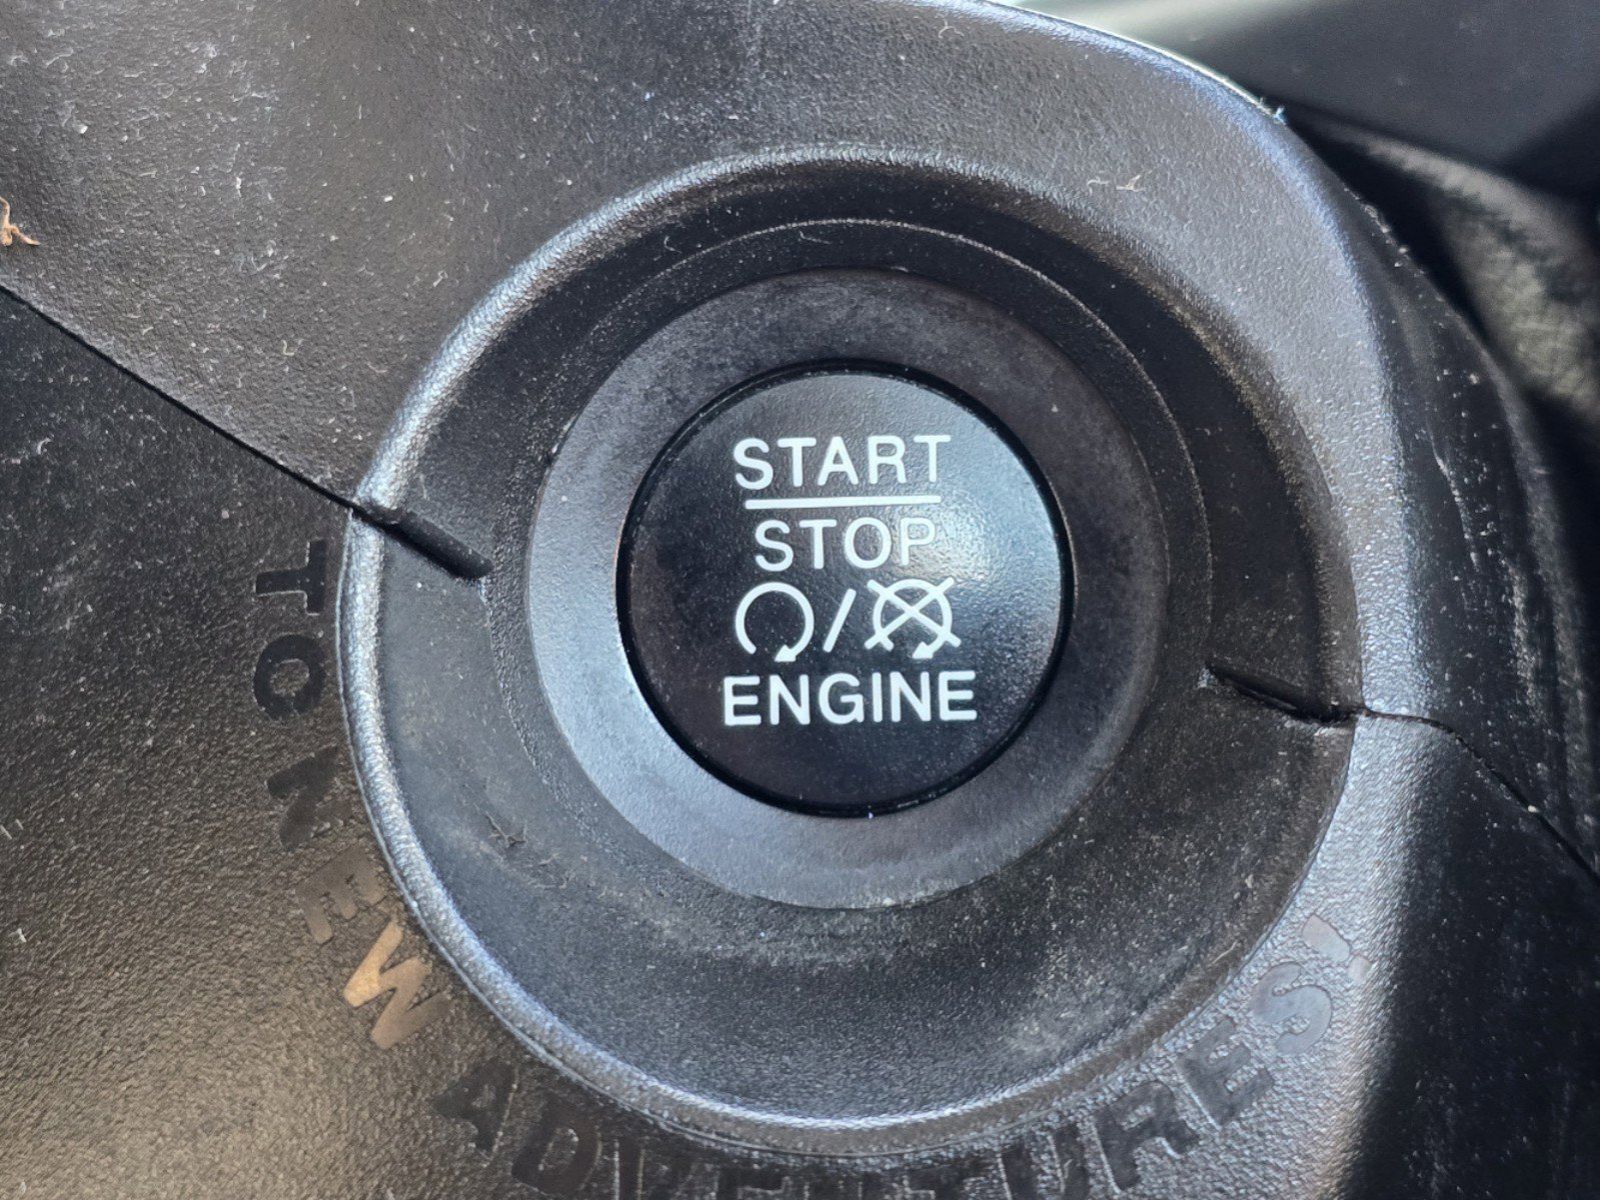 START
STOP
/
ENGINE
TO NEW ADVENTURES!